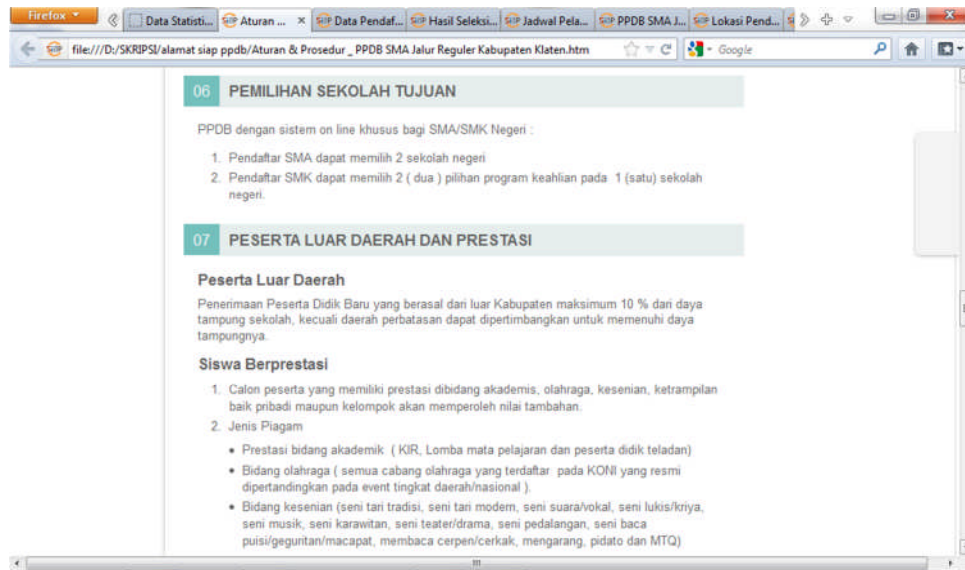 Firefox
Data Statisti...
Aturan ...
Data Pendaf...
Hasil Seleksi...
Jadwal Pela...
PPDB SMA J...
Lokasi Pend...
file:///D:/SKRIPSI/alamat siap ppdb/Aturan & Prosedur _ PPDB SMA Jalur Reguler Kabupaten Klaten.htm
Google
06 PEMILIHAN SEKOLAH TUJUAN
PPDB dengan sistem on line khusus bagi SMA/SMK Negeri :
1. Pendaftar SMA dapat memilih 2 sekolah negeri
2. Pendaftar SMK dapat memilih 2 ( dua ) pilihan program keahlian pada 1 (satu) sekolah
negeri.
07 PESERTA LUAR DAERAH DAN PRESTASI
Peserta Luar Daerah
Penerimaan Peserta Didik Baru yang berasal dari luar Kabupaten maksimum 10 % dari daya
tampung sekolah, kecuali daerah perbatasan dapat dipertimbangkan untuk memenuhi daya
tampungnya.
Siswa Berprestasi
1. Calon peserta yang memiliki prestasi dibidang akademis, olahraga, kesenian, ketrampilan
baik pribadi maupun kelompok akan memperoleh nilai tambahan.
2. Jenis Piagam
• Prestasi bidang akademik ( KIR, Lomba mata pelajaran dan peserta didik teladan)
• Bidang olahraga ( semua cabang olahraga yang terdaftar pada KONI yang resmi
dipertandingkan pada event tingkat daerah/nasional ).
• Bidang kesenian (seni tari tradisi, seni tari modern, seni suara/vokal, seni lukis/kriya,
seni musik, seni karawitan, seni teater/drama, seni pedalangan, seni baca
puisi/geguritan/macapat, membaca cerpen/cerkak, mengarang, pidato dan MTQ)